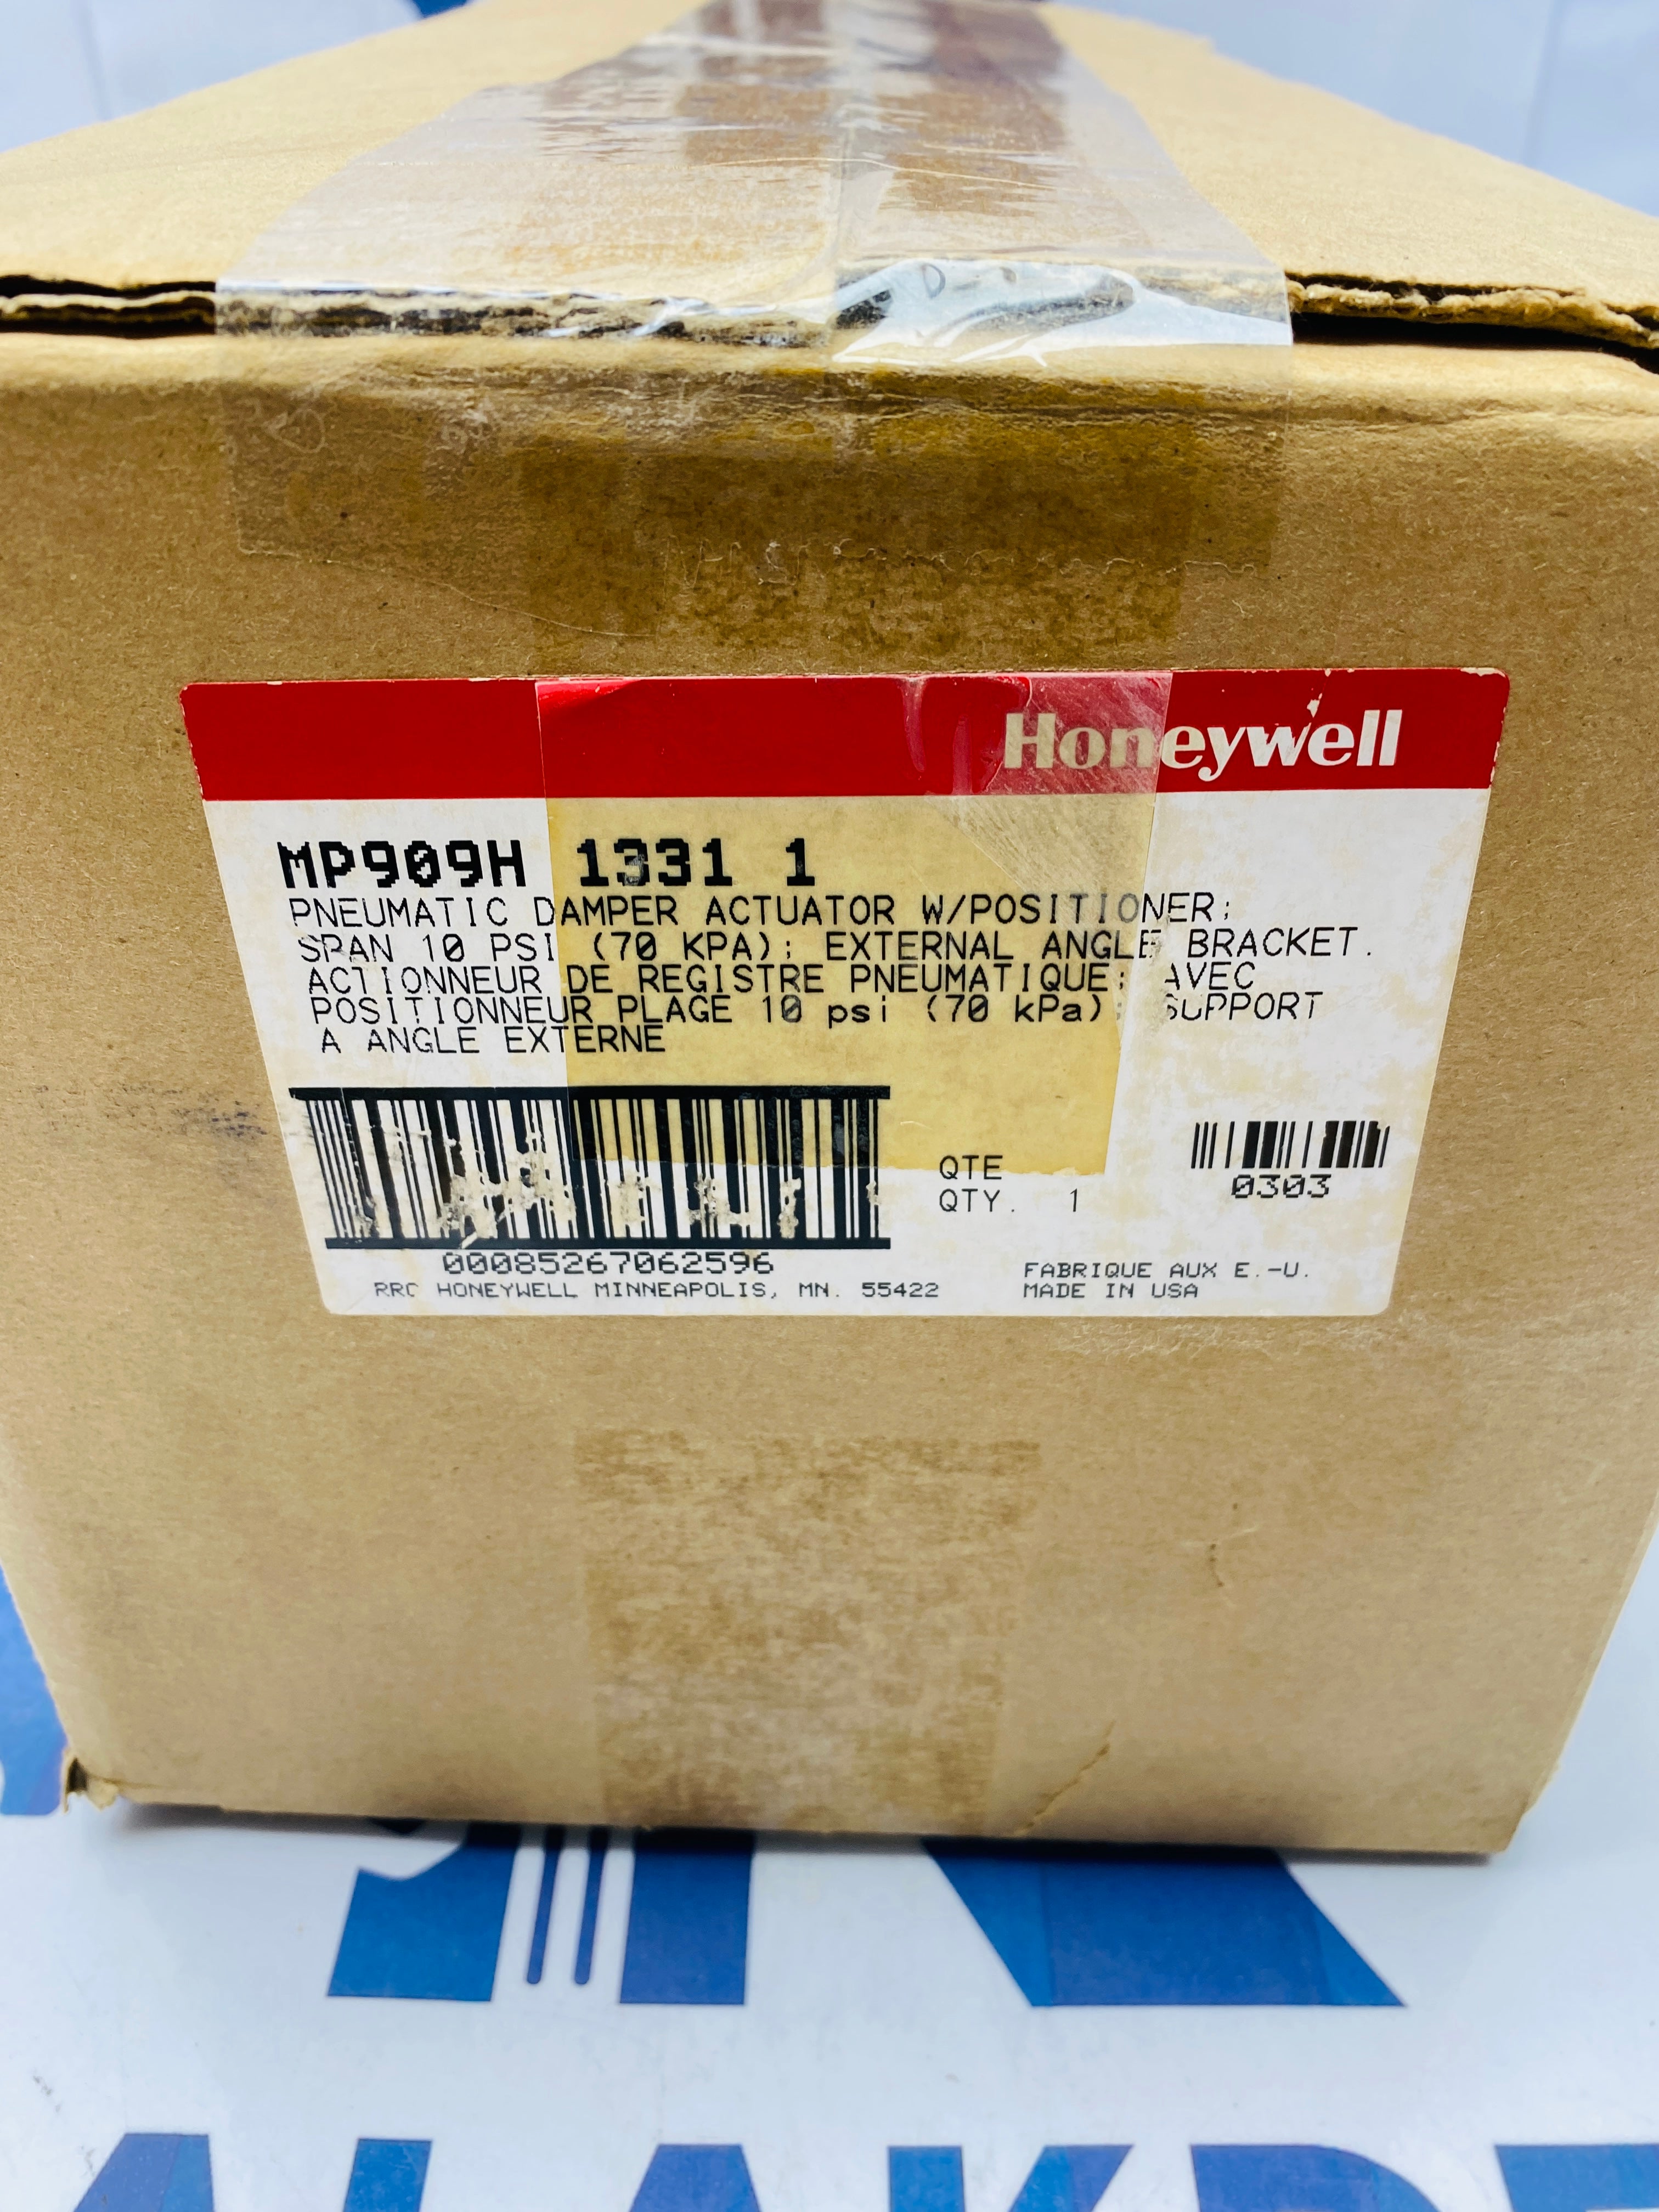 Honeywell
MP909H 1331 1
PNEUMATIC DAMPER ACTUATOR W/POSITIONER;
SPAN 10 PSI (70 KPA); EXTERNAL ANGLE BRACKET.
ACTIONNEUR DE REGISTRE PNEUMATIQUE; AVEC
POSITIONNEUR PLAGE 10 psi (70 kPa); SUPPORT
A ANGLE EXTERNE
QTE
QTY. 1
0303
00085267062596
RRC HONEYWELL MINNEAPOLIS, MN. 55422
FABRIQUE AUX E.-U.
MADE IN USA